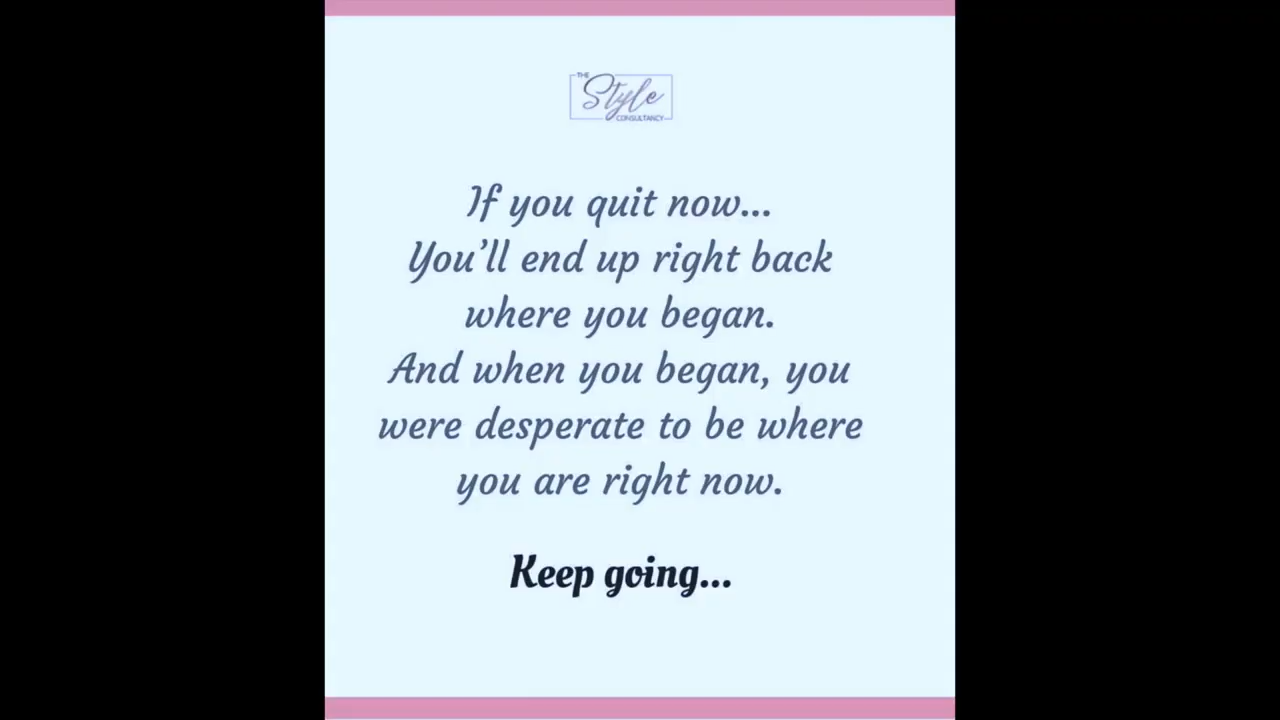 THE
Style
CONSULTANCY
If you quit now...
You'll end up right back
where you began.
And when you began, you
were desperate to be where
you are right now.
Keep going...